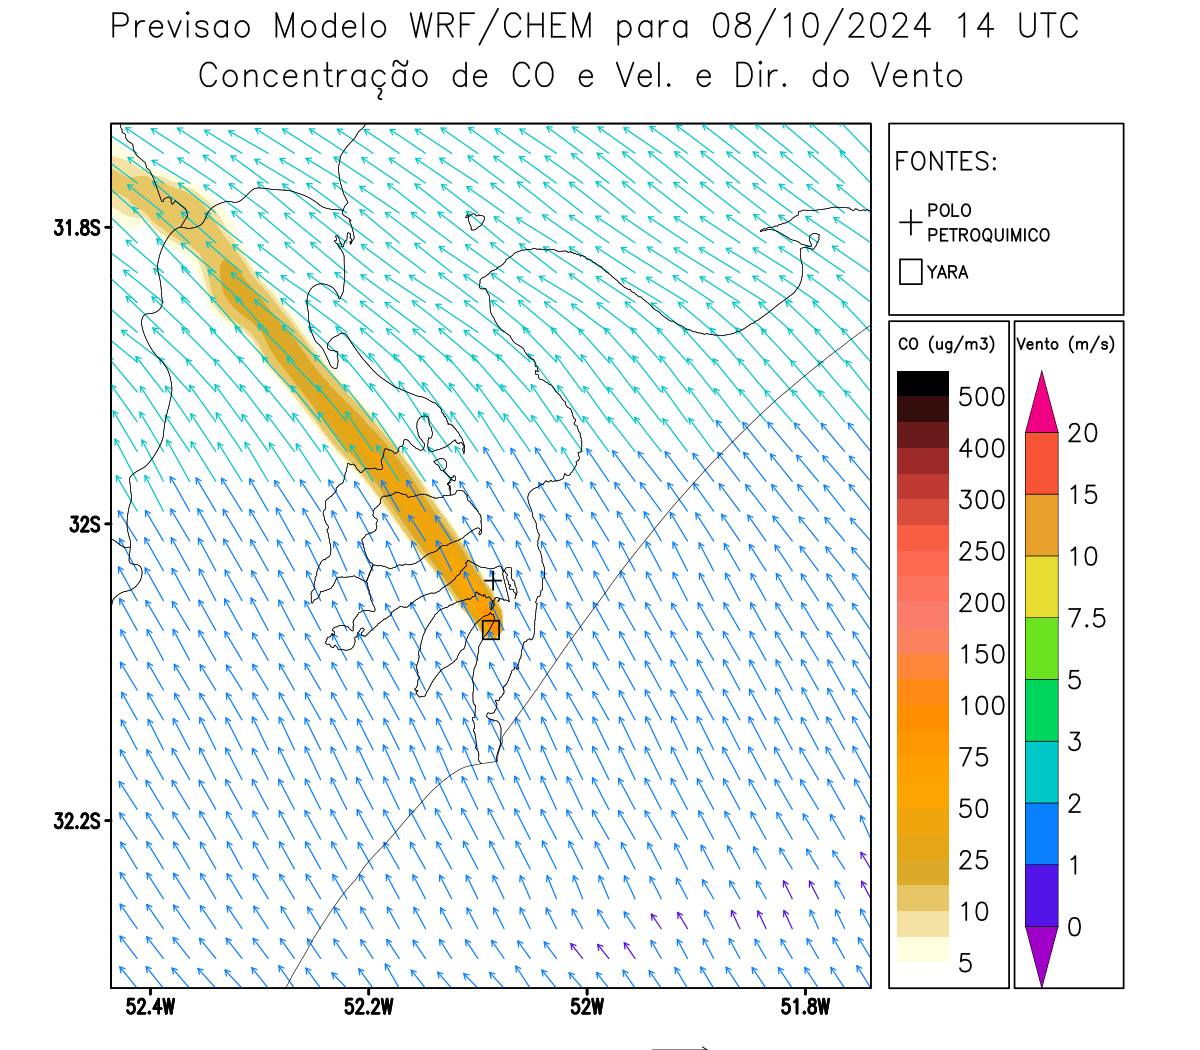 Previsao Modelo WRF/CHEM para 08/10/2024 14 UTC
Concentração de CO e Vel. e Dir. do Vento
FONTES:
POLO
PETROQUIMICO
YARA
CO (ug/m3)
500
400
300
250
200
150
100
75
50
25
10
5
Vento (m/s)
20
15
10
7.5
5
3
2
1
0
31.8S
32S
32.2S
52.4W
52.2W
52W
51.8W